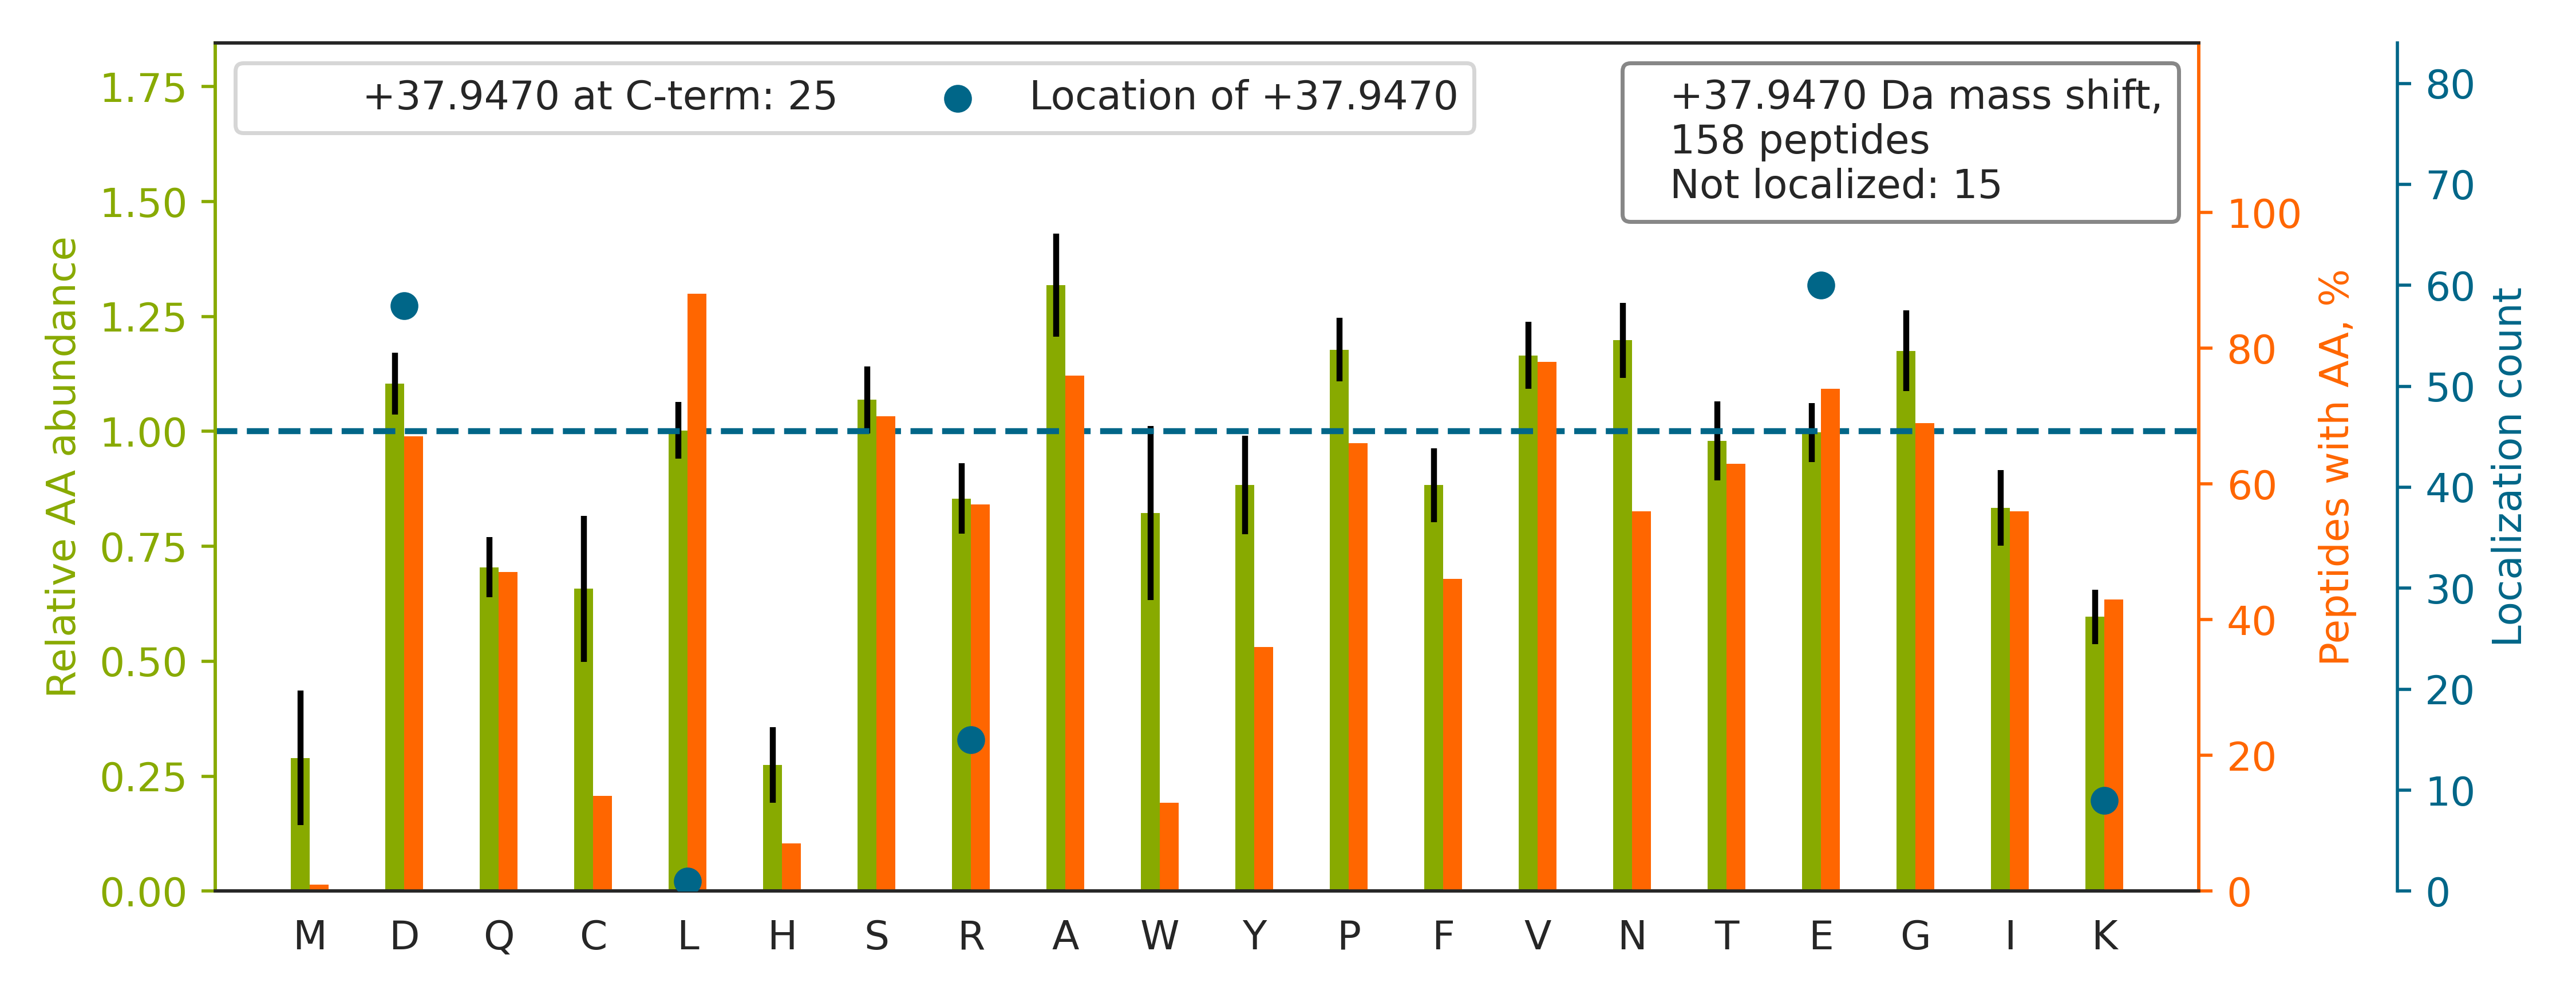 +37.9470 at C-term: 25
Location of +37.9470
+37.9470 Da mass shift,
158 peptides
Not localized: 15
Relative AA abundance
1.75
1.50
1.25
1.00
0.75
0.50
0.25
0.00
M D Q C L H S R A W Y P F V N T E G I K
100
80
60
40
20
0
Peptides with AA, %
80
70
60
50
40
30
20
10
0
Localization count